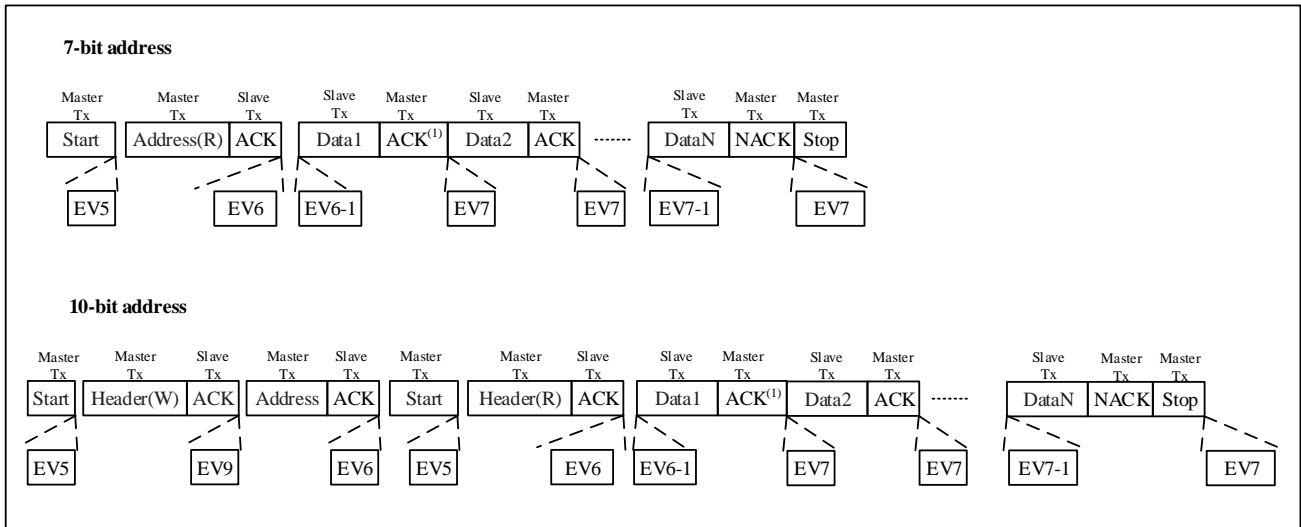 7-bit address
Master Tx Master Tx Slave Tx Slave Tx Master Tx Slave Tx Master Tx Slave Tx Master Tx Master Tx
Start Address(R) ACK Data1 ACK(1) Data2 ACK ........ DataN NACK Stop
EV5 EV6 EV6-1 EV7 EV7 EV7-1 EV7
10-bit address
Master Tx Master Tx Slave Tx Master Tx Slave Tx Master Tx Master Tx Slave Tx Slave Tx Master Tx Slave Tx Master Tx Slave Tx Master Tx Master Tx
Start Header(W) ACK Address ACK Start Header(R) ACK Data1 ACK(1) Data2 ACK ........ DataN NACK Stop
EV5 EV9 EV6 EV5 EV6 EV6-1 EV7 EV7 EV7-1 EV7